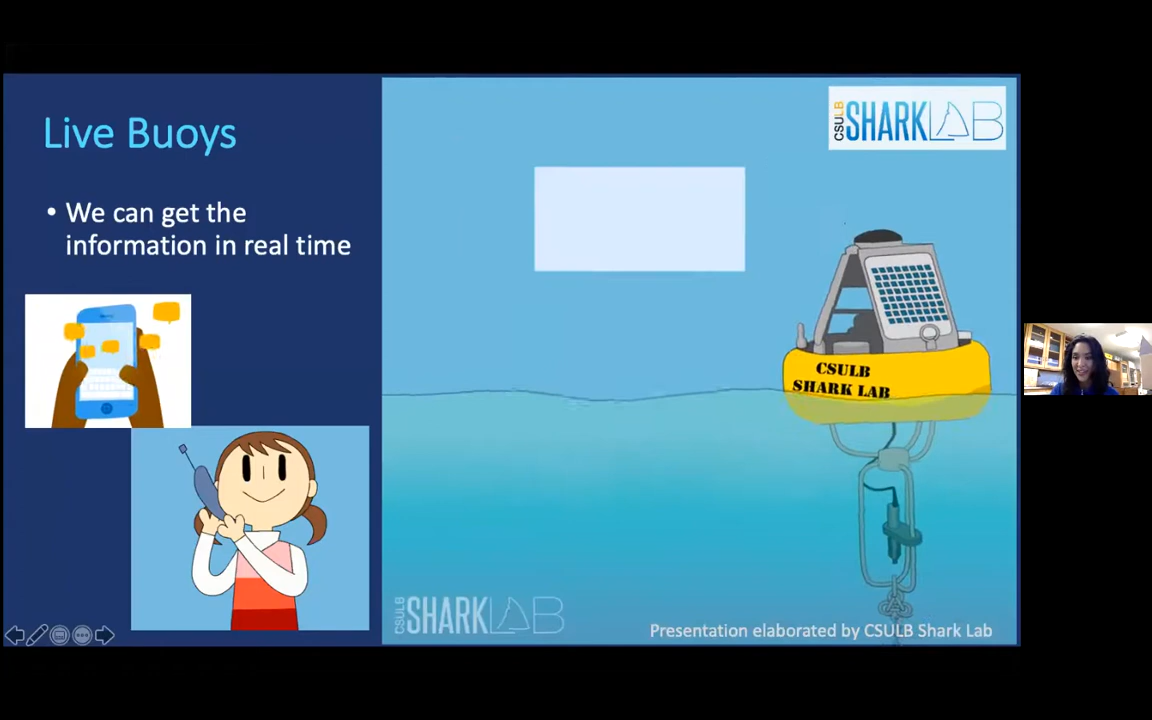 Live Buoys
• We can get the
information in real time
CSULB SHARKLAB
CSULB
SHARK LAB
CSULB SHARKLAB
Presentation elaborated by CSULB Shark Lab